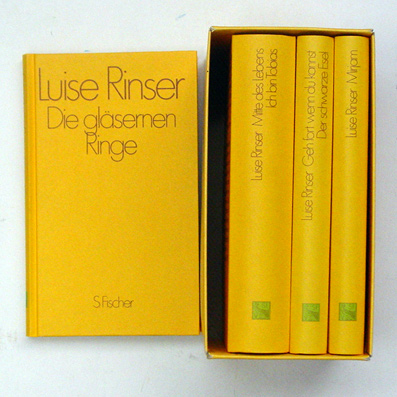 Luise Rinser
Die gläsernen
Ringe
S. Fischer
Luise Rinser Mitte des Lebens
Ich bin Tobias
Luise Rinser Geh fort wenn du kannst
Der schwarze Esel
Luise Rinser / Mirjam